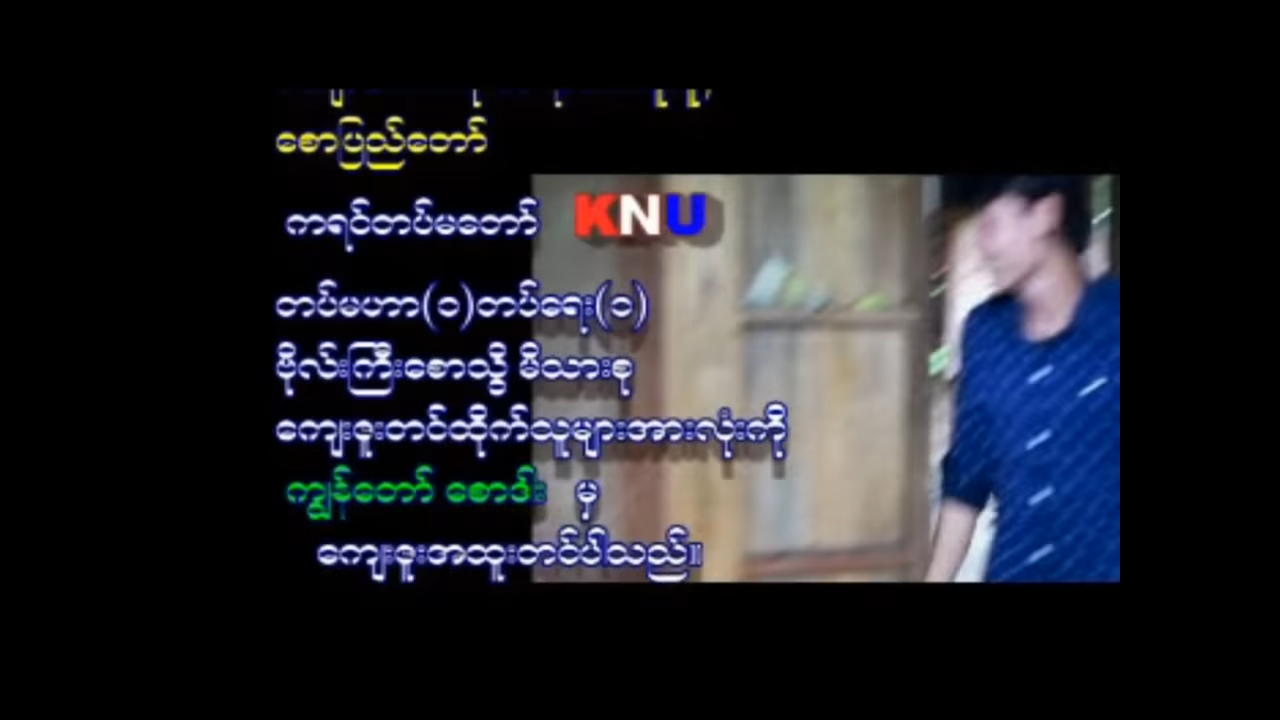 စောပြည်တော်
ကရင်တပ်မတော် KNU
တပ်မဟာ(၁)တပ်ရေး(၁)
ဗိုလ်းကြီးစောသွီ မိသားစု
ကျေးဇူးတင်ထိုက်သူများအားလုံးကို
ကျွန်တော် စောဒါး မှ
ကျေးဇူးအထူးတင်ပါသည်။